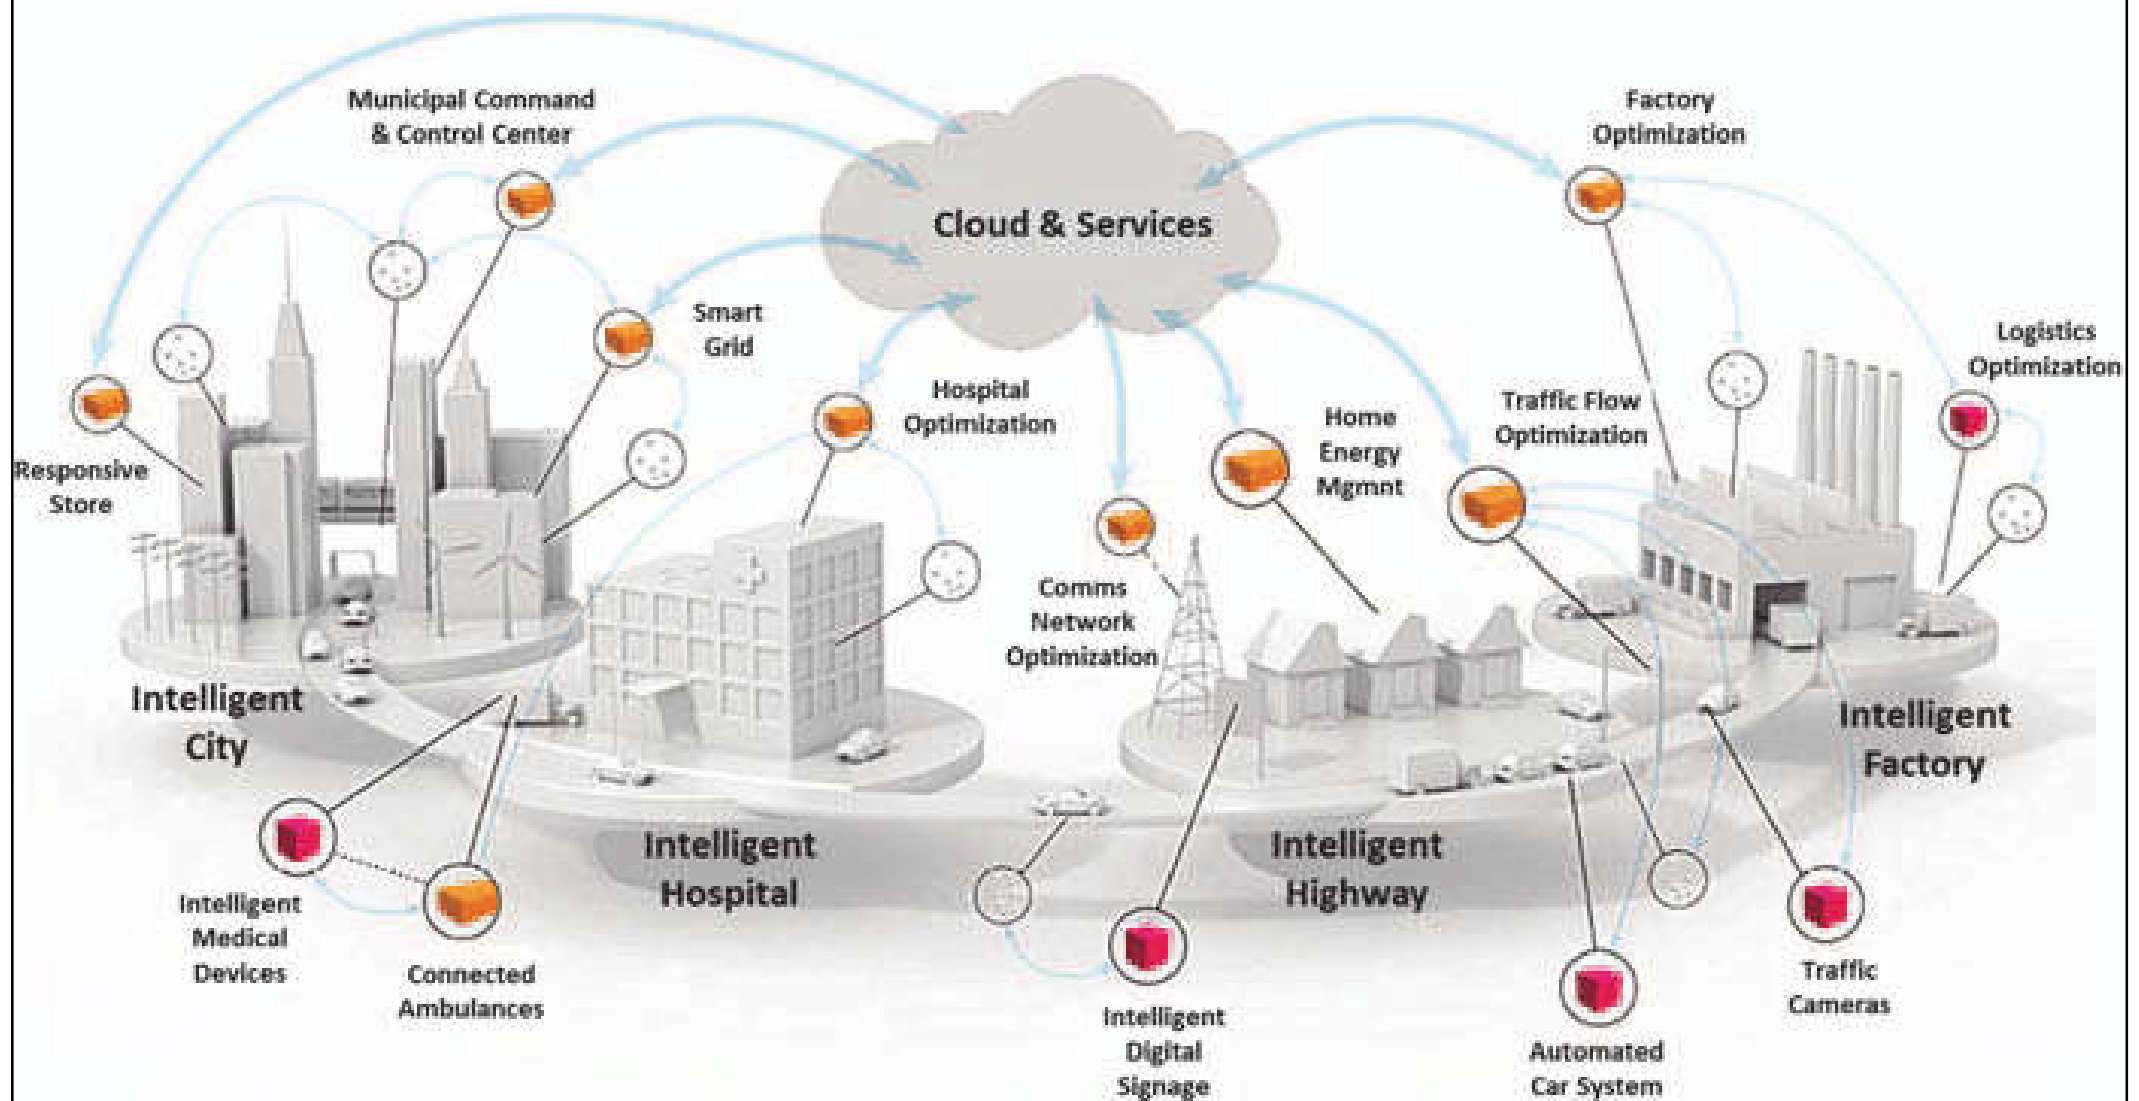 Municipal Command
& Control Center
Factory
Optimization
Cloud & Services
Smart
Grid
Logistics
Optimization
Hospital
Optimization
Home
Energy
Mgmnt
Traffic Flow
Optimization
Responsive
Store
Comms
Network
Optimization
Intelligent
City
Intelligent
Factory
Intelligent
Hospital
Intelligent
Highway
Intelligent
Medical
Devices
Connected
Ambulances
Intelligent
Digital
Signage
Automated
Car System
Traffic
Cameras